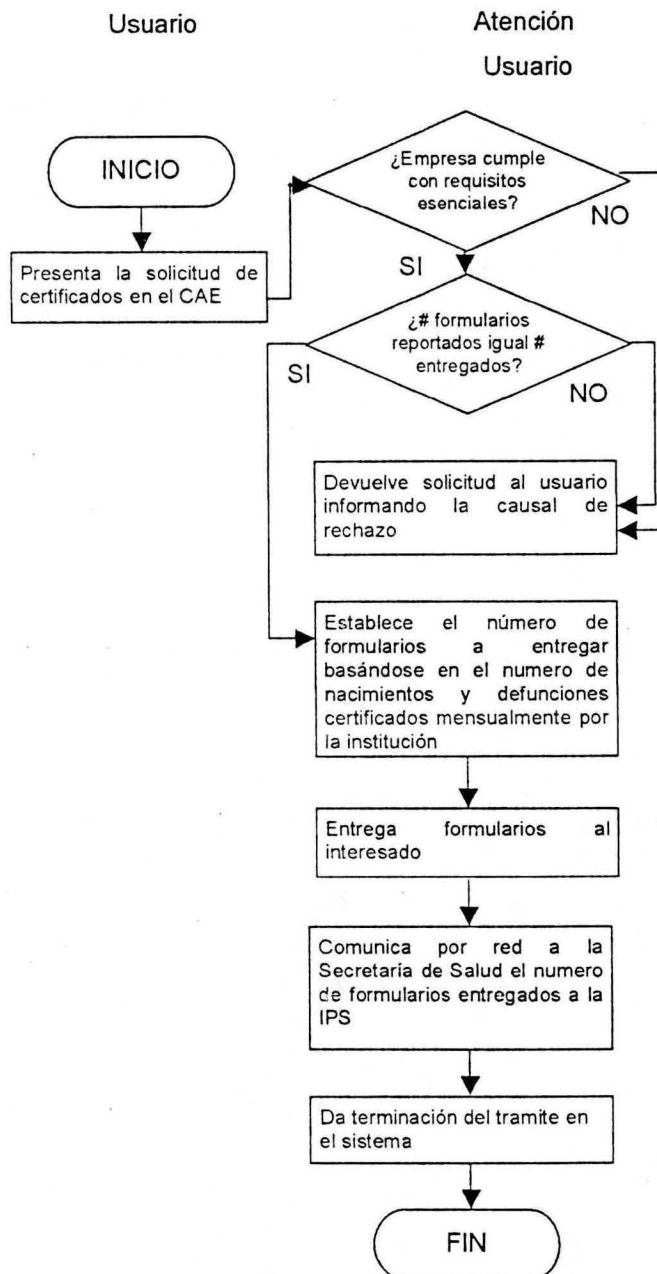 Usuario
Atención
Usuario
INICIO
¿Empresa cumple
con requisitos
esenciales?
NO
SI
Presenta la solicitud de
certificados en el CAE
¿# formularios
reportados igual #
entregados?
SI
NO
Devuelve solicitud al usuario
informando la causal de
rechazo
Establece el número de
formularios a entregar
basándose en el numero de
nacimientos y defunciones
certificados mensualmente por
la institución
Entrega formularios al
interesado
Comunica por red a la
Secretaría de Salud el numero
de formularios entregados a la
IPS
Da terminación del tramite en
el sistema
FIN